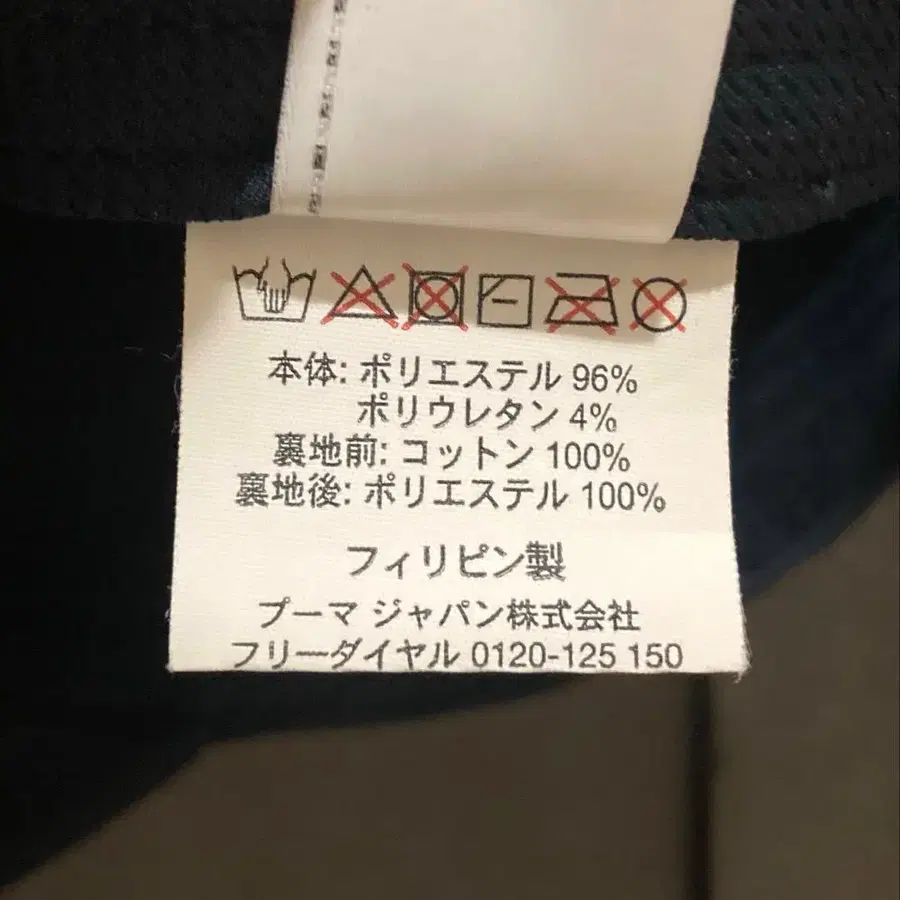 本体: ポリエステル 96%
ポリウレタン 4%
裏地前: コットン 100%
裏地後: ポリエステル 100%
フィリピン製
プーマ ジャパン株式会社
フリーダイヤル 0120-125 150